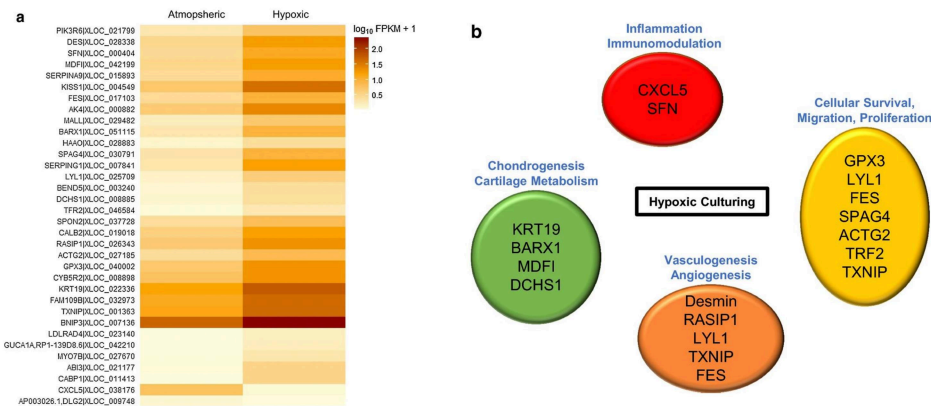 a
Atmopsheric
Hypoxic
log₁₀ FPKM + 1
2.0
1.5
1.0
0.5
PIK3R6|XLOC_021799
DES|XLOC_028338
SFN|XLOC_000404
MDFI|XLOC_042199
SERPINA9|XLOC_015893
KISS1|XLOC_004549
FES|XLOC_017103
AK4|XLOC_000882
MALL|XLOC_029482
BARX1|XLOC_051115
HAAO|XLOC_028883
SPAG4|XLOC_030791
SERPING1|XLOC_007841
LYL1|XLOC_025709
BEND5|XLOC_003240
DCHS1|XLOC_008885
TFR2|XLOC_046584
SPON2|XLOC_037728
CALB2|XLOC_019018
RASIP1|XLOC_026343
ACTG2|XLOC_027185
GPX3|XLOC_040002
CYB5R2|XLOC_008898
KRT19|XLOC_022336
FAM109B|XLOC_032973
TXNIP|XLOC_001363
BNIP3|XLOC_007136
LDLRAD4|XLOC_023140
GUCA1A,RP1-139D8.6|XLOC_042210
MYO7B|XLOC_027670
ABI3|XLOC_021177
CABP1|XLOC_011413
CXCL5|XLOC_038176
AP003026.1,DLG2|XLOC_009748
b
Inflammation
Immunomodulation
CXCL5
SFN
Cellular Survival,
Migration, Proliferation
GPX3
LYL1
FES
SPAG4
ACTG2
TRF2
TXNIP
Chondrogenesis
Cartilage Metabolism
KRT19
BARX1
MDFI
DCHS1
Hypoxic Culturing
Vasculogenesis
Angiogenesis
Desmin
RASIP1
LYL1
TXNIP
FES